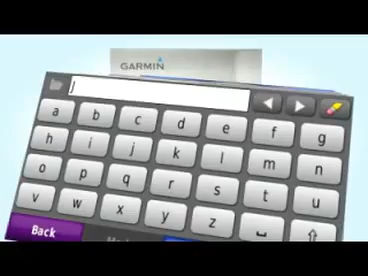 GARMIN
a b c d e f g
h i j k l m n
o p q r s t u
v w x y z
Back